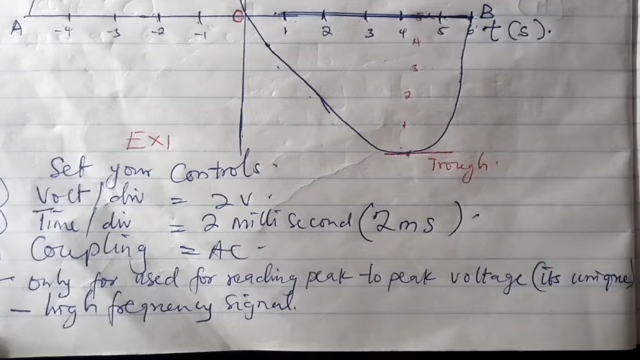 A -4 -3 -2 -1 0 1 2 3 4 5 6 B t(s).
4
3
2
1
Trough.
EX1
Set your Controls.
Volt/div = 2v.
Time/div = 2 milli second (2ms).
Coupling = AC.
- only for used for reading peak to peak voltage (its unique)
- high frequency signal.